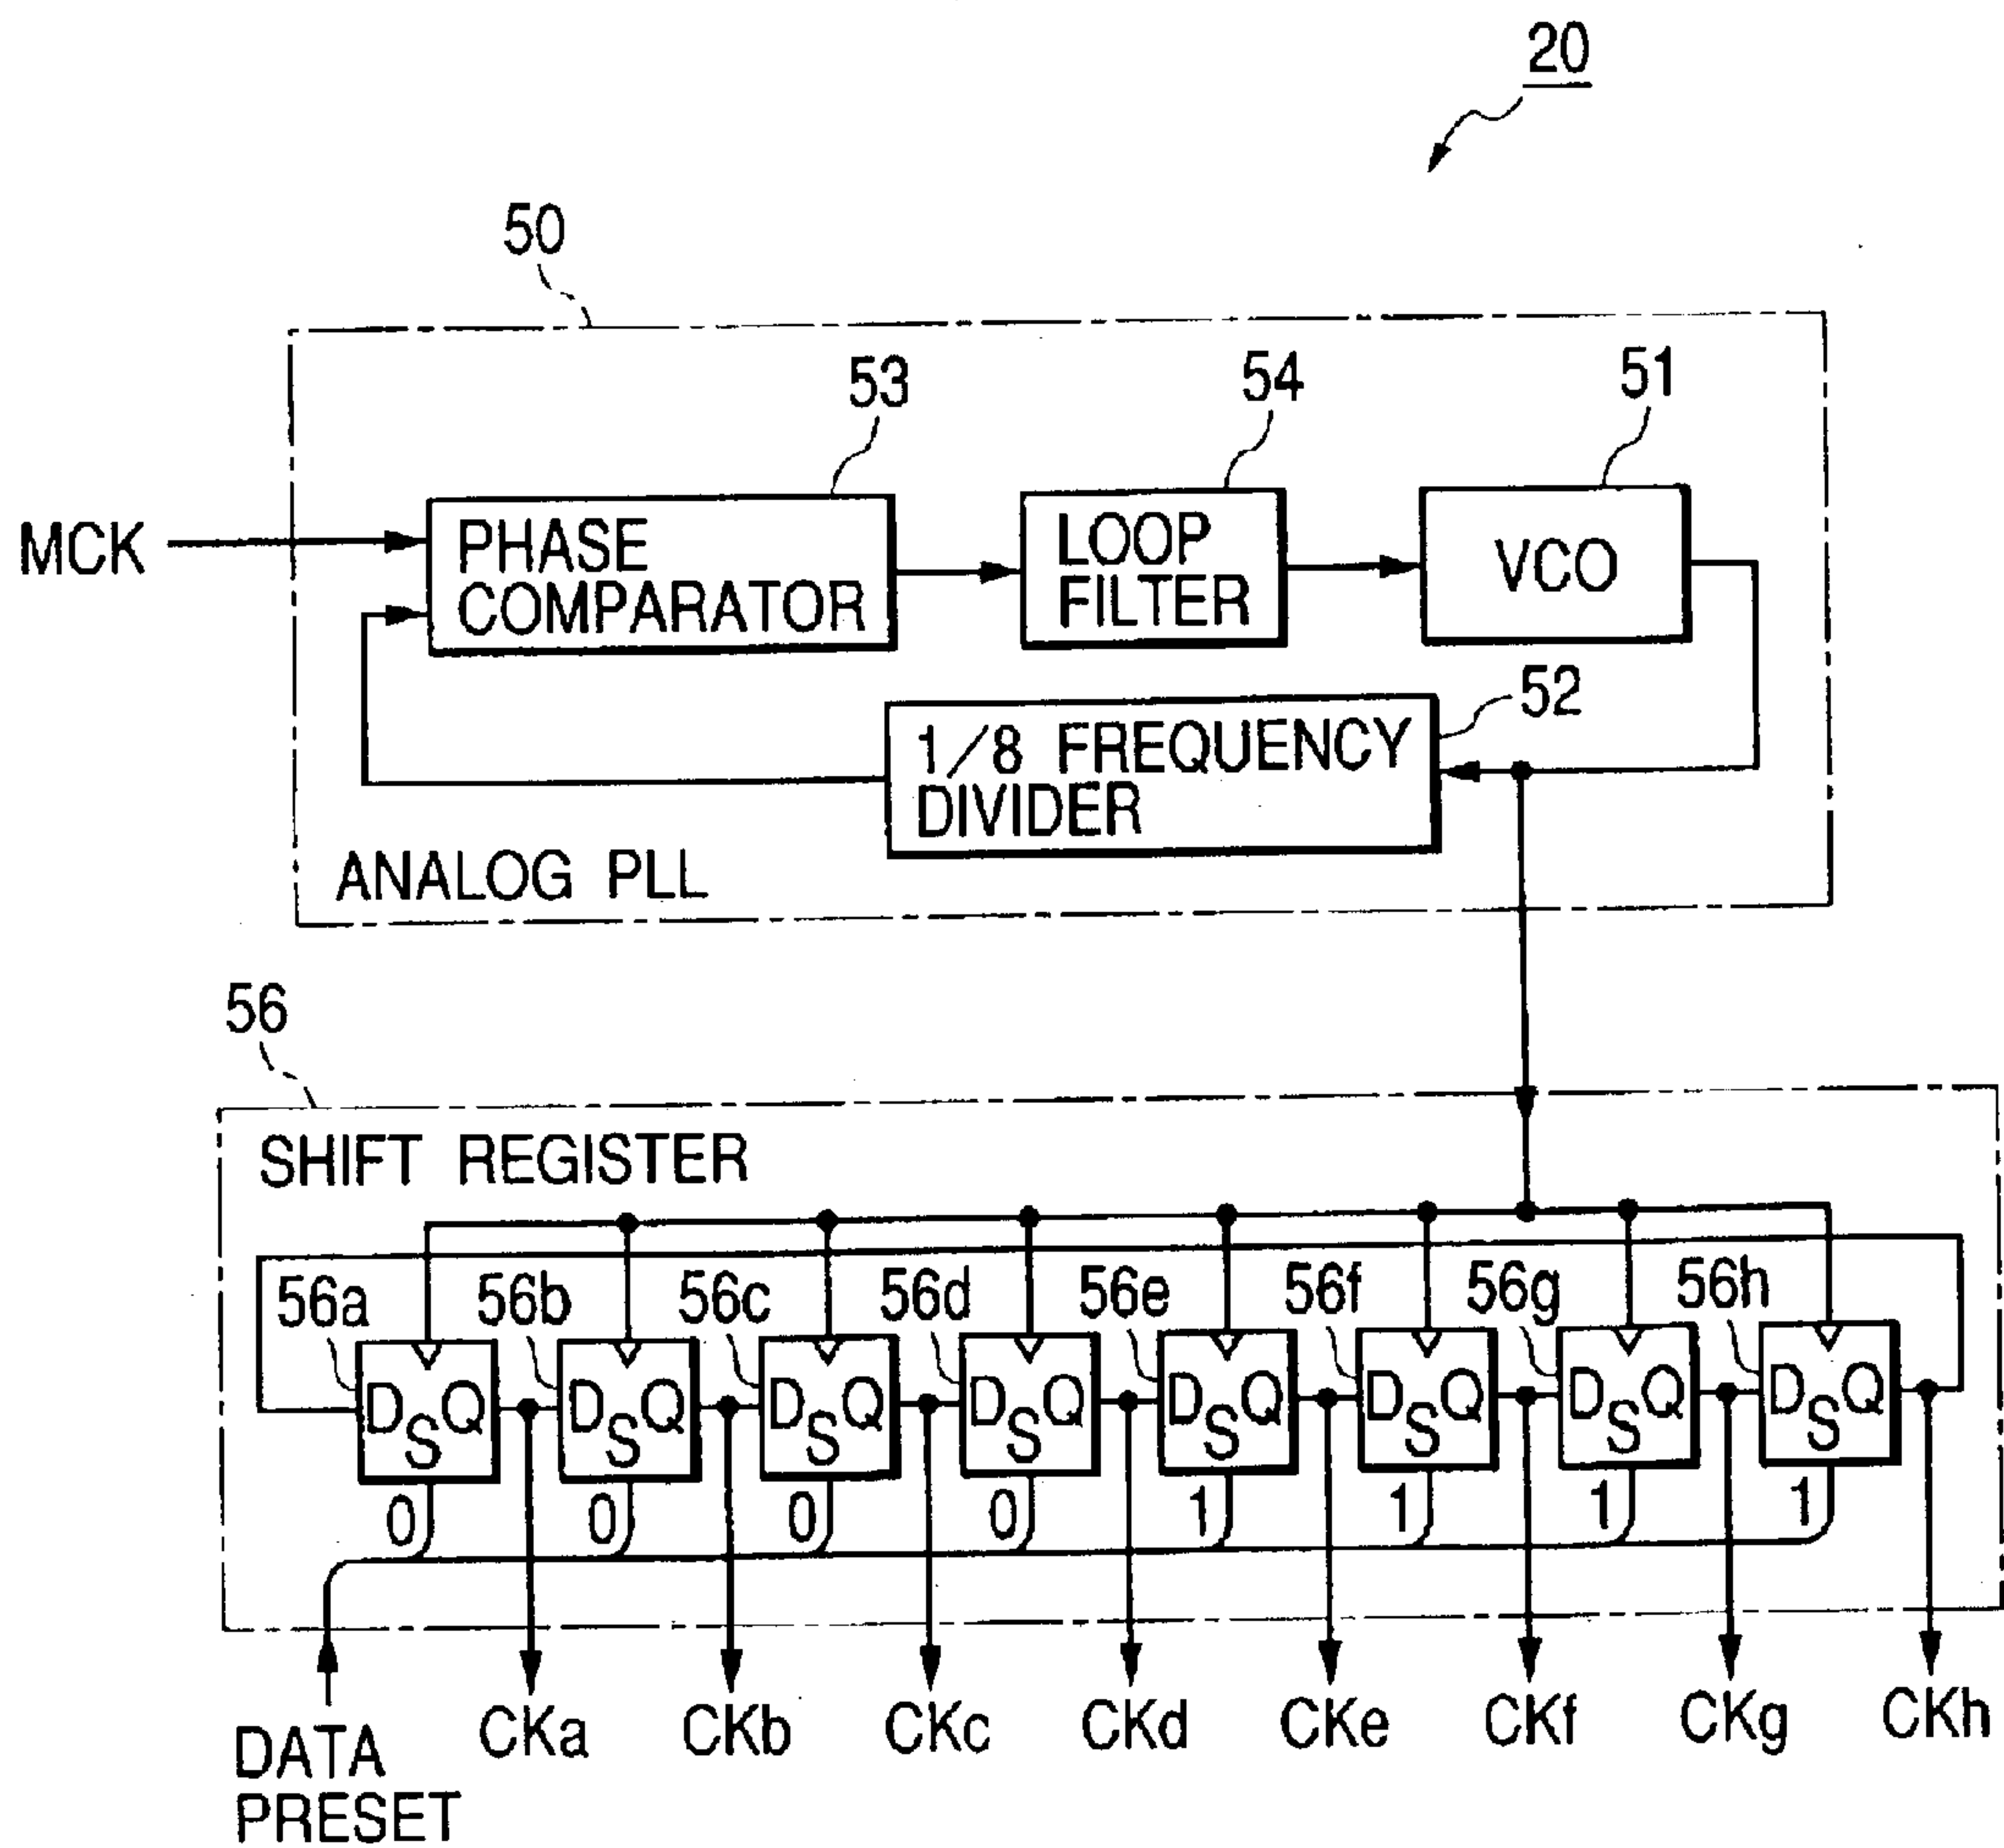 20
50
53
54
51
MCK
PHASE
COMPARATOR
LOOP
FILTER
VCO
52
1/8 FREQUENCY
DIVIDER
ANALOG PLL
56
SHIFT REGISTER
56a 56b 56c 56d 56e 56f 56g 56h
D S Q D S Q D S Q D S Q D S Q D S Q D S Q D S Q
0 0 0 0 1 1 1 1
DATA
PRESET
CKa CKb CKc CKd CKe CKf CKg CKh